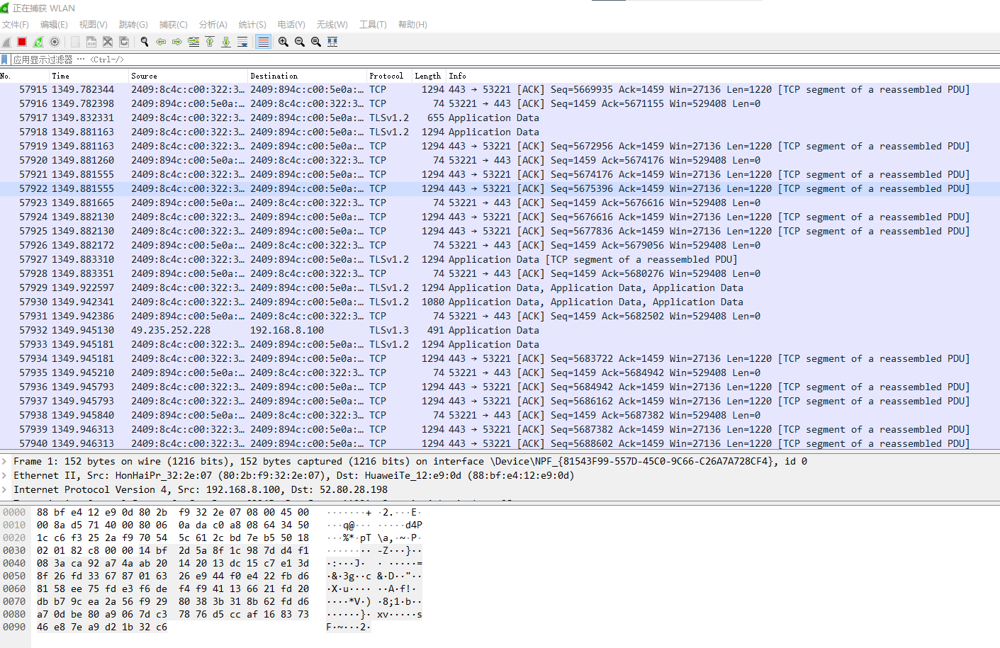 正在捕获 WLAN
文件(F) 编辑(E) 视图(V) 跳转(G) 捕获(C) 分析(A) 统计(S) 电话(Y) 无线(W) 工具(T) 帮助(H)
应用显示过滤器 … <Ctrl-/>
No. Time Source Destination Protocol Length Info
57915 1349.782344 2409:8c4c:c00:322:3… 2409:894c:c00:5e0a:… TCP 1294 443 → 53221 [ACK] Seq=5669935 Ack=1459 Win=27136 Len=1220 [TCP segment of a reassembled PDU]
57916 1349.782398 2409:894c:c00:5e0a:… 2409:8c4c:c00:322:3… TCP 74 53221 → 443 [ACK] Seq=1459 Ack=5671155 Win=529408 Len=0
57917 1349.832331 2409:8c4c:c00:322:3… 2409:894c:c00:5e0a:… TLSv1.2 655 Application Data
57918 1349.881163 2409:8c4c:c00:322:3… 2409:894c:c00:5e0a:… TLSv1.2 1294 Application Data
57919 1349.881163 2409:8c4c:c00:322:3… 2409:894c:c00:5e0a:… TCP 1294 443 → 53221 [ACK] Seq=5672956 Ack=1459 Win=27136 Len=1220 [TCP segment of a reassembled PDU]
57920 1349.881260 2409:894c:c00:5e0a:… 2409:8c4c:c00:322:3… TCP 74 53221 → 443 [ACK] Seq=1459 Ack=5674176 Win=529408 Len=0
57921 1349.881555 2409:8c4c:c00:322:3… 2409:894c:c00:5e0a:… TCP 1294 443 → 53221 [ACK] Seq=5674176 Ack=1459 Win=27136 Len=1220 [TCP segment of a reassembled PDU]
57922 1349.881555 2409:8c4c:c00:322:3… 2409:894c:c00:5e0a:… TCP 1294 443 → 53221 [ACK] Seq=5675396 Ack=1459 Win=27136 Len=1220 [TCP segment of a reassembled PDU]
57923 1349.881665 2409:894c:c00:5e0a:… 2409:8c4c:c00:322:3… TCP 74 53221 → 443 [ACK] Seq=1459 Ack=5676616 Win=529408 Len=0
57924 1349.882130 2409:8c4c:c00:322:3… 2409:894c:c00:5e0a:… TCP 1294 443 → 53221 [ACK] Seq=5676616 Ack=1459 Win=27136 Len=1220 [TCP segment of a reassembled PDU]
57925 1349.882130 2409:8c4c:c00:322:3… 2409:894c:c00:5e0a:… TCP 1294 443 → 53221 [ACK] Seq=5677836 Ack=1459 Win=27136 Len=1220 [TCP segment of a reassembled PDU]
57926 1349.882172 2409:894c:c00:5e0a:… 2409:8c4c:c00:322:3… TCP 74 53221 → 443 [ACK] Seq=1459 Ack=5679056 Win=529408 Len=0
57927 1349.883310 2409:8c4c:c00:322:3… 2409:894c:c00:5e0a:… TLSv1.2 1294 Application Data [TCP segment of a reassembled PDU]
57928 1349.883351 2409:894c:c00:5e0a:… 2409:8c4c:c00:322:3… TCP 74 53221 → 443 [ACK] Seq=1459 Ack=5680276 Win=529408 Len=0
57929 1349.922597 2409:8c4c:c00:322:3… 2409:894c:c00:5e0a:… TLSv1.2 1294 Application Data, Application Data, Application Data
57930 1349.942341 2409:8c4c:c00:322:3… 2409:894c:c00:5e0a:… TLSv1.2 1080 Application Data, Application Data, Application Data
57931 1349.942386 2409:894c:c00:5e0a:… 2409:8c4c:c00:322:3… TCP 74 53221 → 443 [ACK] Seq=1459 Ack=5682502 Win=529408 Len=0
57932 1349.945130 49.235.252.228 192.168.8.100 TLSv1.3 491 Application Data
57933 1349.945181 2409:8c4c:c00:322:3… 2409:894c:c00:5e0a:… TLSv1.2 1294 Application Data
57934 1349.945181 2409:8c4c:c00:322:3… 2409:894c:c00:5e0a:… TCP 1294 443 → 53221 [ACK] Seq=5683722 Ack=1459 Win=27136 Len=1220 [TCP segment of a reassembled PDU]
57935 1349.945210 2409:894c:c00:5e0a:… 2409:8c4c:c00:322:3… TCP 74 53221 → 443 [ACK] Seq=1459 Ack=5684942 Win=529408 Len=0
57936 1349.945793 2409:8c4c:c00:322:3… 2409:894c:c00:5e0a:… TCP 1294 443 → 53221 [ACK] Seq=5684942 Ack=1459 Win=27136 Len=1220 [TCP segment of a reassembled PDU]
57937 1349.945793 2409:8c4c:c00:322:3… 2409:894c:c00:5e0a:… TCP 1294 443 → 53221 [ACK] Seq=5686162 Ack=1459 Win=27136 Len=1220 [TCP segment of a reassembled PDU]
57938 1349.945840 2409:894c:c00:5e0a:… 2409:8c4c:c00:322:3… TCP 74 53221 → 443 [ACK] Seq=1459 Ack=5687382 Win=529408 Len=0
57939 1349.946313 2409:8c4c:c00:322:3… 2409:894c:c00:5e0a:… TCP 1294 443 → 53221 [ACK] Seq=5687382 Ack=1459 Win=27136 Len=1220 [TCP segment of a reassembled PDU]
57940 1349.946313 2409:8c4c:c00:322:3… 2409:894c:c00:5e0a:… TCP 1294 443 → 53221 [ACK] Seq=5688602 Ack=1459 Win=27136 Len=1220 [TCP segment of a reassembled PDU]
Frame 1: 152 bytes on wire (1216 bits), 152 bytes captured (1216 bits) on interface \Device\NPF_{81543F99-557D-45C0-9C66-C26A7A728CF4}, id 0
Ethernet II, Src: HonHaiPr_32:2e:07 (80:2b:f9:32:2e:07), Dst: HuaweiTe_12:e9:0d (88:bf:e4:12:e9:0d)
Internet Protocol Version 4, Src: 192.168.8.100, Dst: 52.80.28.198
0000 88 bf e4 12 e9 0d 80 2b f9 32 2e 07 08 00 45 00 ·······+ ·2.···E·
0010 00 8a d5 71 40 00 80 06 0a da c0 a8 08 64 34 50 ···q@··· ·····d4P
0020 1c c6 f3 25 2a f9 70 54 5c 61 2c bd 7e b5 50 18 ···%*·pT \a,·~·P·
0030 02 01 82 c8 00 00 14 bf 2d 5a 8f 1c 98 7d d4 f1 ········ -Z···}··
0040 08 3a ca 92 a7 4a ab 20 14 20 13 dc 15 c7 e1 3d ·:···J·  · ·····=
0050 8f 26 fd 33 67 87 01 63 26 e9 44 f0 e4 22 fb d6 ·&·3g··c &·D··"··
0060 81 58 ee 75 fd e3 f6 de f4 f9 41 13 66 21 fd 20 ·X·u···· ··A·f!·
0070 db b7 9c ea 2a 56 f9 29 80 38 3b 31 8b 62 fd d6 ····*V·) ·8;1·b··
0080 a7 0d be 80 a9 06 7d c3 78 76 d5 cc af 16 83 73 ······}· xv·····s
0090 46 e8 7e a9 d2 1b 32 c6 F·~···2·